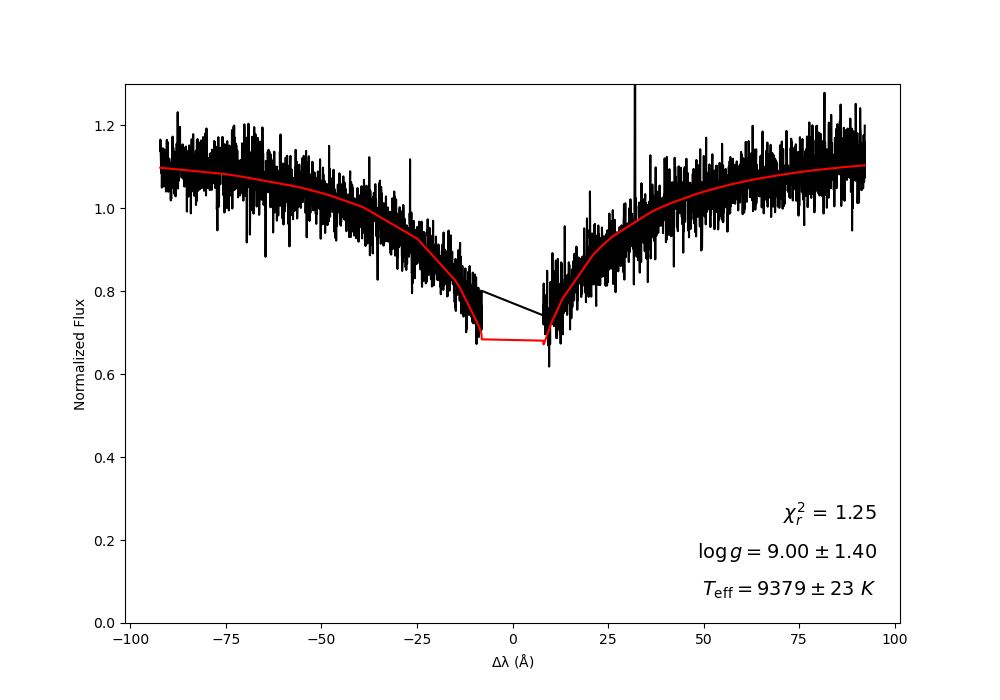 Normalized Flux
1.2
1.0
0.8
0.6
0.4
0.2
0.0
χ²ᵣ = 1.25
log g = 9.00 ± 1.40
T_eff = 9379 ± 23 K
−100 −75 −50 −25 0 25 50 75 100
Δλ (Å)